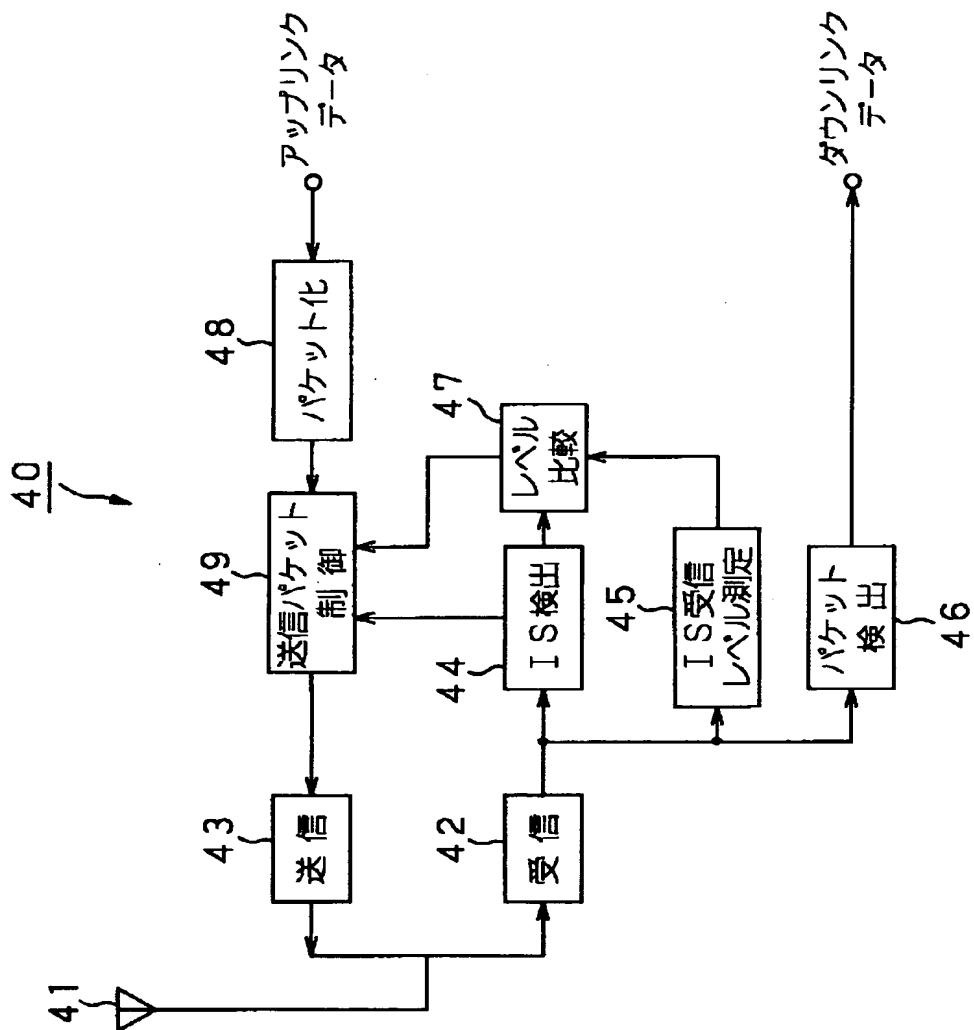 40
41
43
送信
49
送信パケット
制御
48
パケット化
アップリンク
データ
42
受信
44
IS検出
47
レベル
比較
45
IS受信
レベル測定
46
パケット
検出
ダウンリンク
データ